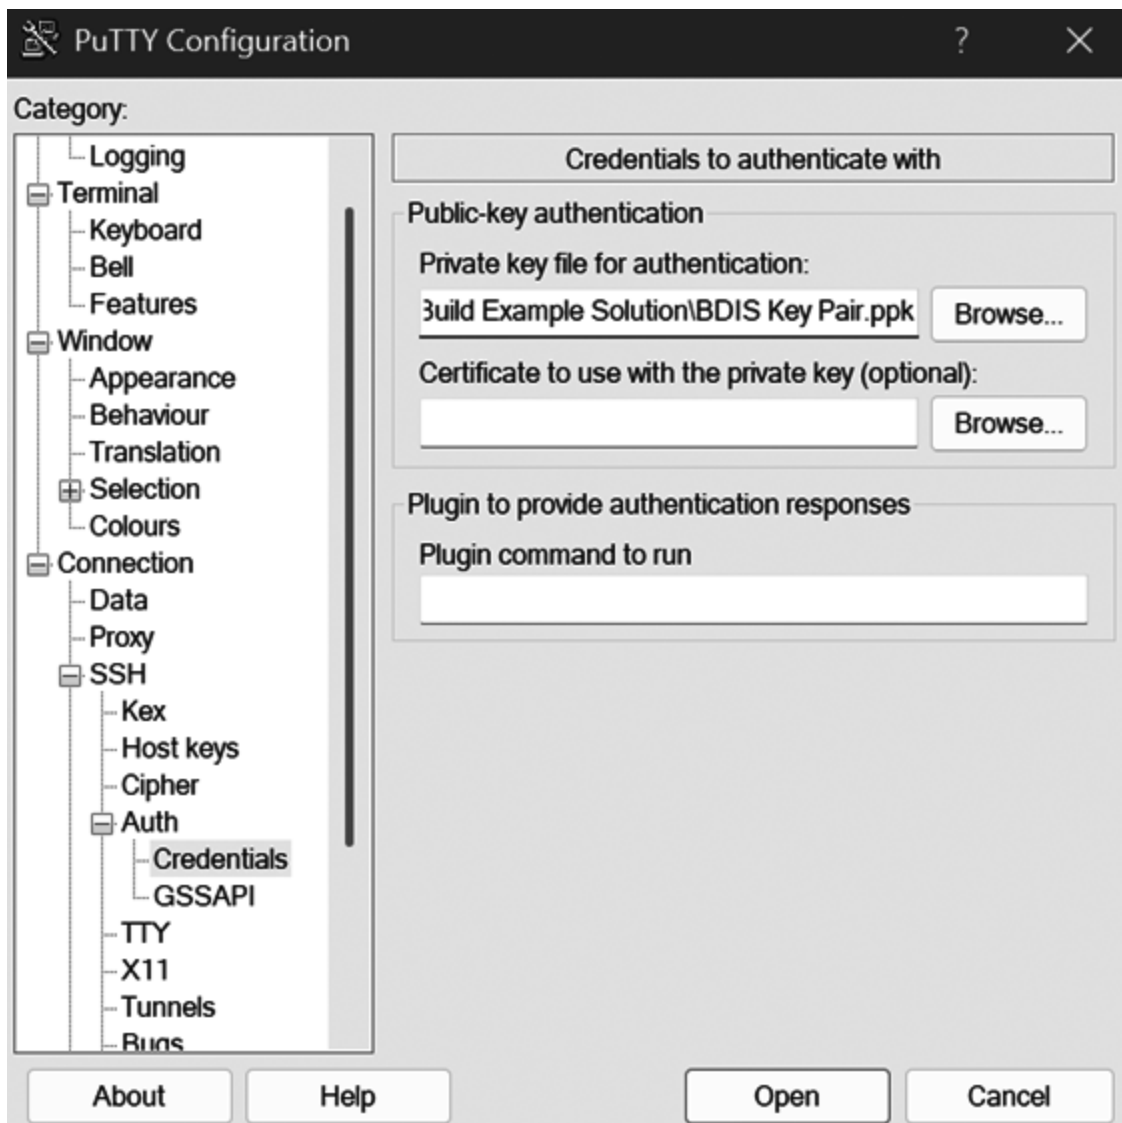 PuTTY Configuration ? 
Category:
Logging
Terminal
Keyboard
Bell
Features
Window
Appearance
Behaviour
Translation
Selection
Colours
Connection
Data
Proxy
SSH
Kex
Host keys
Cipher
Auth
Credentials
GSSAPI
TTY
X11
Tunnels
Bugs
Credentials to authenticate with
Public-key authentication
Private key file for authentication:
Build Example Solution\BDIS Key Pair.ppk Browse...
Certificate to use with the private key (optional):
Browse...
Plugin to provide authentication responses
Plugin command to run
About Help Open Cancel